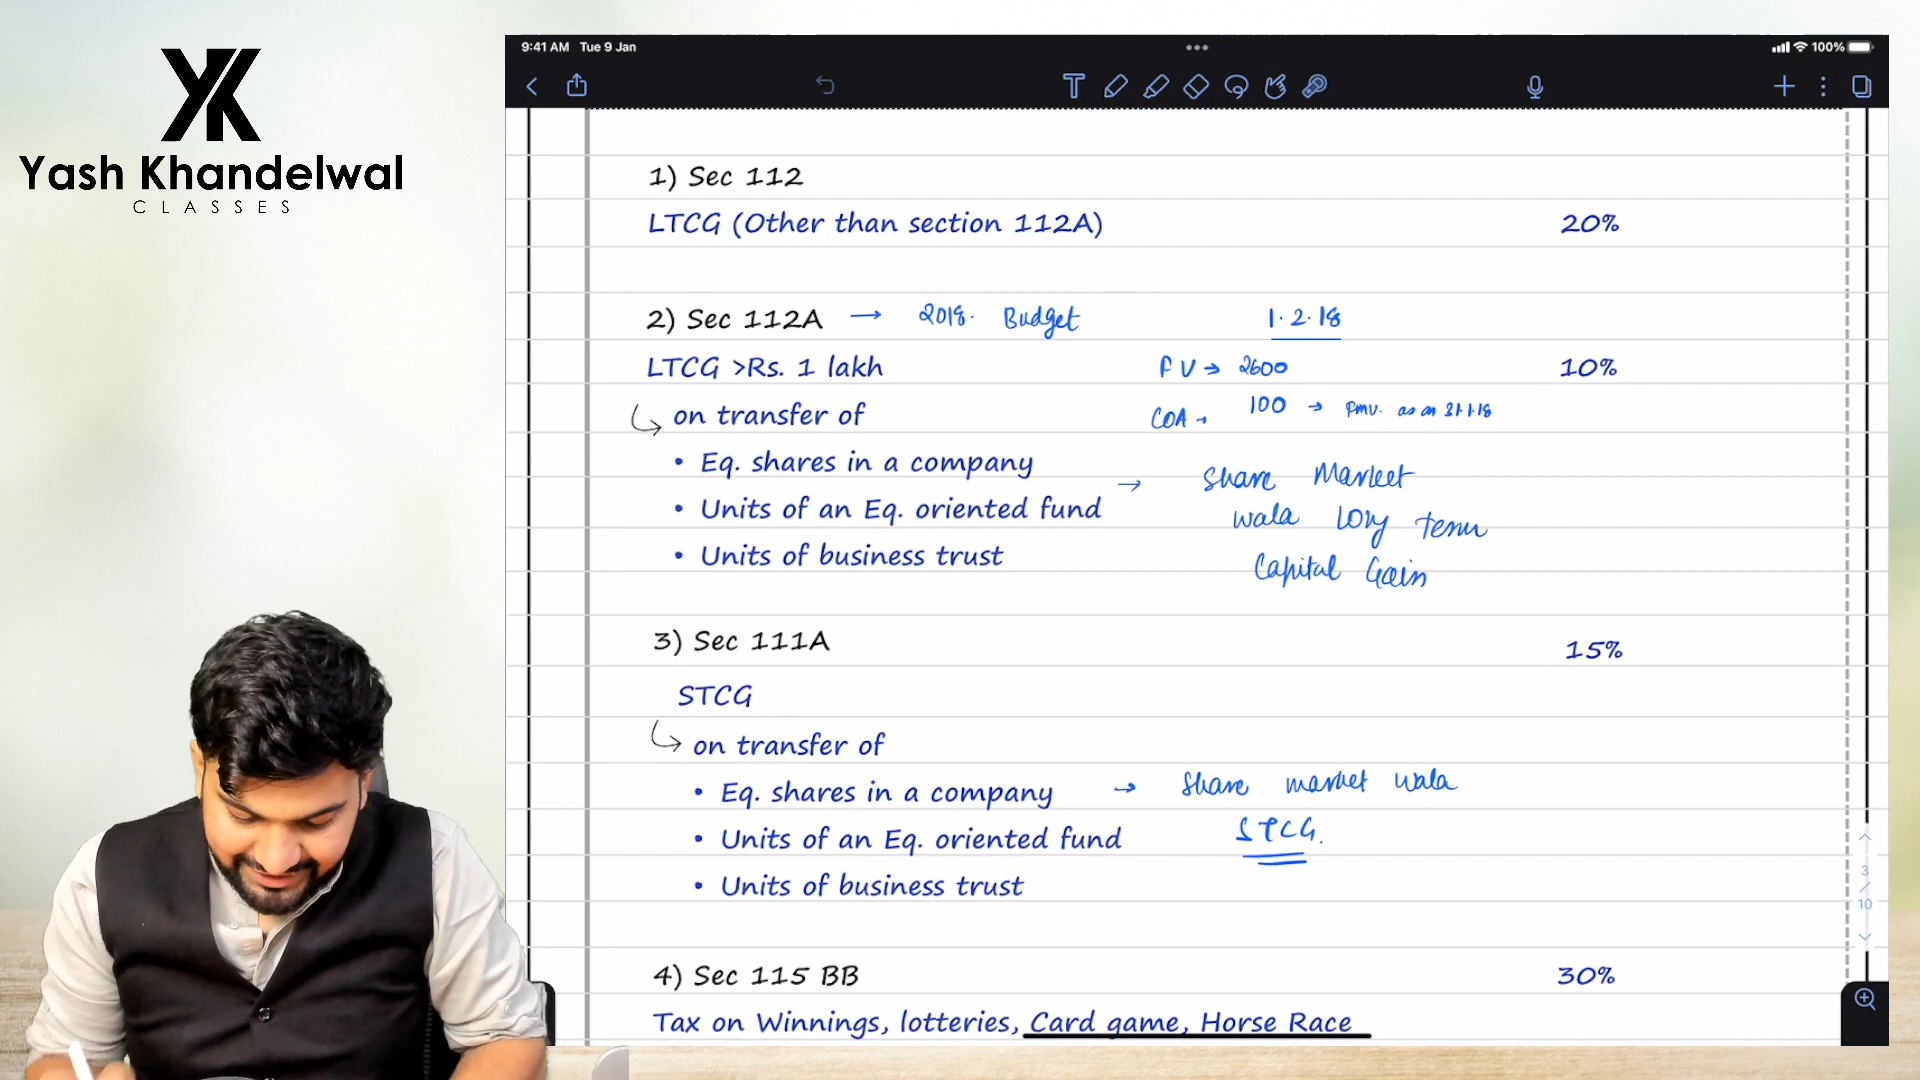 YK
Yash Khandelwal
CLASSES
9:41 AM Tue 9 Jan
100%
1) Sec 112
LTCG (Other than section 112A) 20%
2) Sec 112A → 2018. Budget 1.2.18
LTCG >Rs. 1 lakh FV → 2600 10%
on transfer of COA → 100 → FMV. as on 31.1.18
• Eq. shares in a company
→ Share Market
• Units of an Eq. oriented fund
wala Long term
• Units of business trust
Capital Gain
3) Sec 111A 15%
STCG
on transfer of
• Eq. shares in a company → Share market wala
• Units of an Eq. oriented fund STCG.
• Units of business trust
3
/
10
4) Sec 115 BB 30%
Tax on Winnings, lotteries, Card game, Horse Race